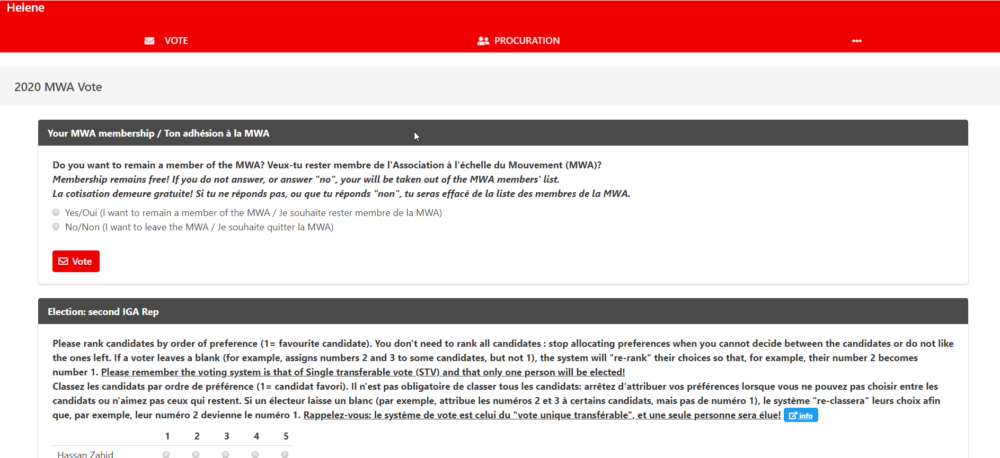 Helene
VOTE
PROCURATION
2020 MWA Vote
Your MWA membership / Ton adhésion à la MWA
Do you want to remain a member of the MWA? Veux-tu rester membre de l'Association à l'échelle du Mouvement (MWA)?
Membership remains free! If you do not answer, or answer "no", your will be taken out of the MWA members' list.
La cotisation demeure gratuite! Si tu ne réponds pas, ou que tu réponds "non", tu seras effacé de la liste des membres de la MWA.
Yes/Oui (I want to remain a member of the MWA / Je souhaite rester membre de la MWA)
No/Non (I want to leave the MWA / Je souhaite quitter la MWA)
Vote
Election: second IGA Rep
Please rank candidates by order of preference (1= favourite candidate). You don't need to rank all candidates : stop allocating preferences when you cannot decide between the candidates or do not like
the ones left. If a voter leaves a blank (for example, assigns numbers 2 and 3 to some candidates, but not 1), the system will "re-rank" their choices so that, for example, their number 2 becomes
number 1. Please remember the voting system is that of Single transferable vote (STV) and that only one person will be elected!
Classez les candidats par ordre de préférence (1= candidat favori). Il n'est pas obligatoire de classer tous les candidats: arrêtez d'attribuer vos préférences lorsque vous ne pouvez pas choisir entre les
candidats ou n'aimez pas ceux qui restent. Si un électeur laisse un blanc (par exemple, attribue les numéros 2 et 3 à certains candidats, mais pas de numéro 1), le système "re-classera" leurs choix afin
que, par exemple, leur numéro 2 devienne le numéro 1. Rappelez-vous: le système de vote est celui du "vote unique transférable", et une seule personne sera élue! info
1 2 3 4 5
Hassan Zahid